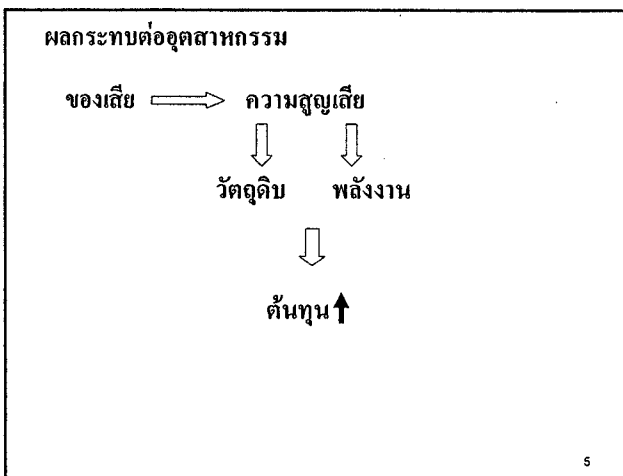 ผลกระทบต่ออุตสาหกรรม
ของเสีย ความสูญเสีย
วัตถุดิบ พลังงาน
ต้นทุน
5